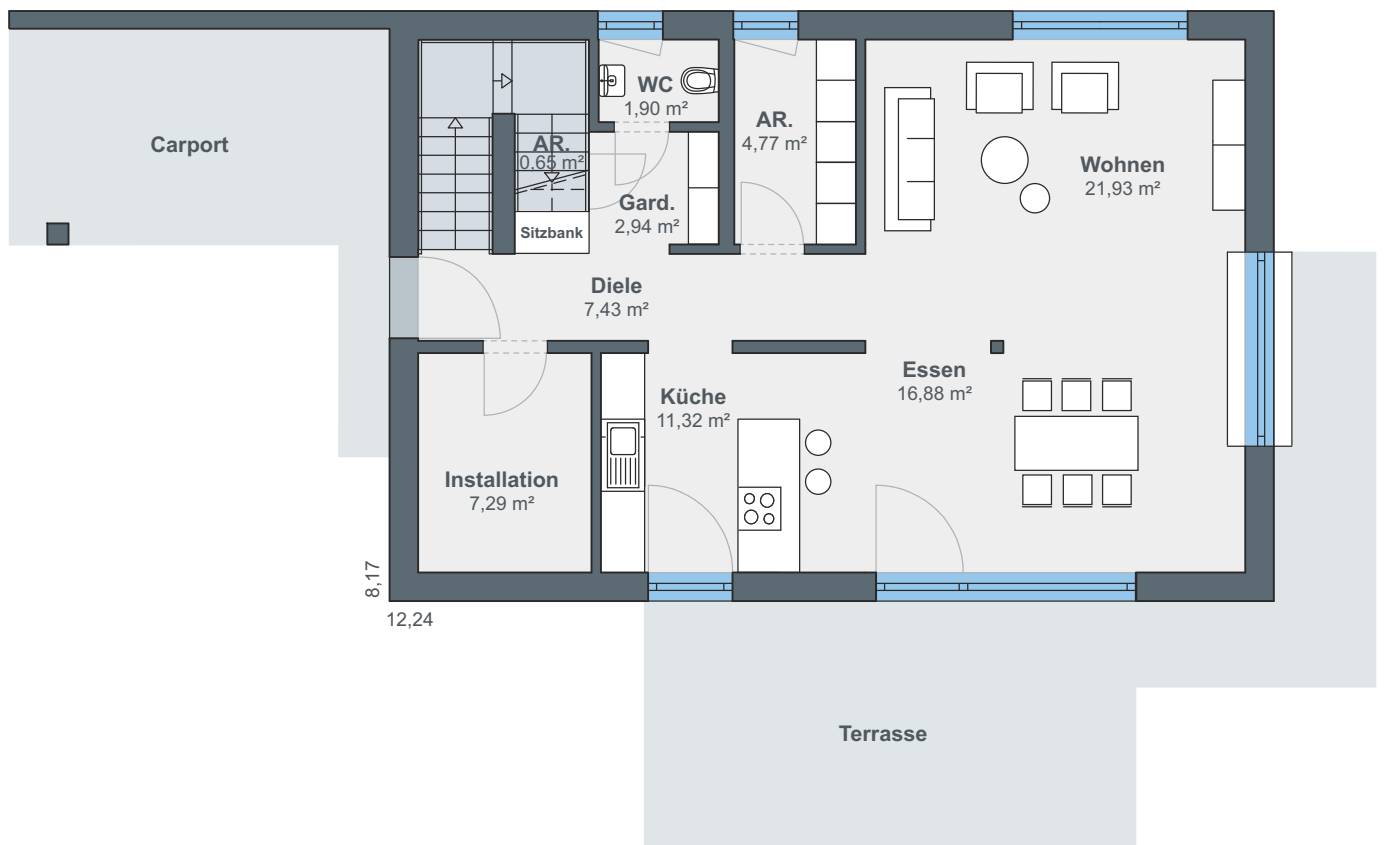 Carport
WC
1,90 m²
AR.
0,65 m²
AR.
4,77 m²
Wohnen
21,93 m²
Gard.
2,94 m²
Sitzbank
Diele
7,43 m²
Essen
16,88 m²
Küche
11,32 m²
Installation
7,29 m²
8,17
12,24
Terrasse